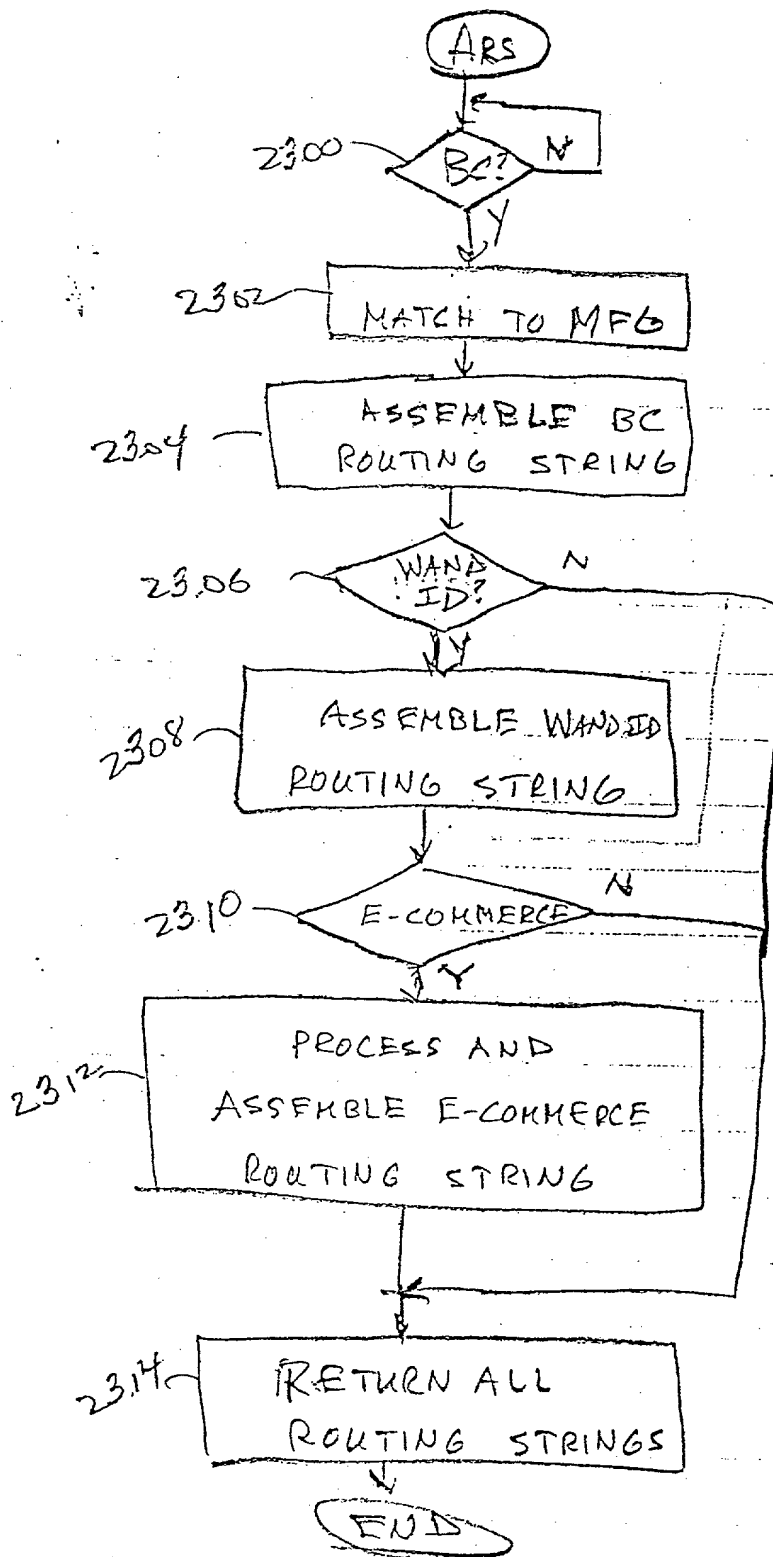 ARS
2300
BC?
N
Y
2302
MATCH TO MFG
2304
ASSEMBLE BC
ROUTING STRING
2306
WAND
ID?
N
Y
2308
ASSEMBLE WAND ID
ROUTING STRING
2310
E-COMMERCE
N
Y
2312
PROCESS AND
ASSEMBLE E-COMMERCE
ROUTING STRING
2314
RETURN ALL
ROUTING STRINGS
END